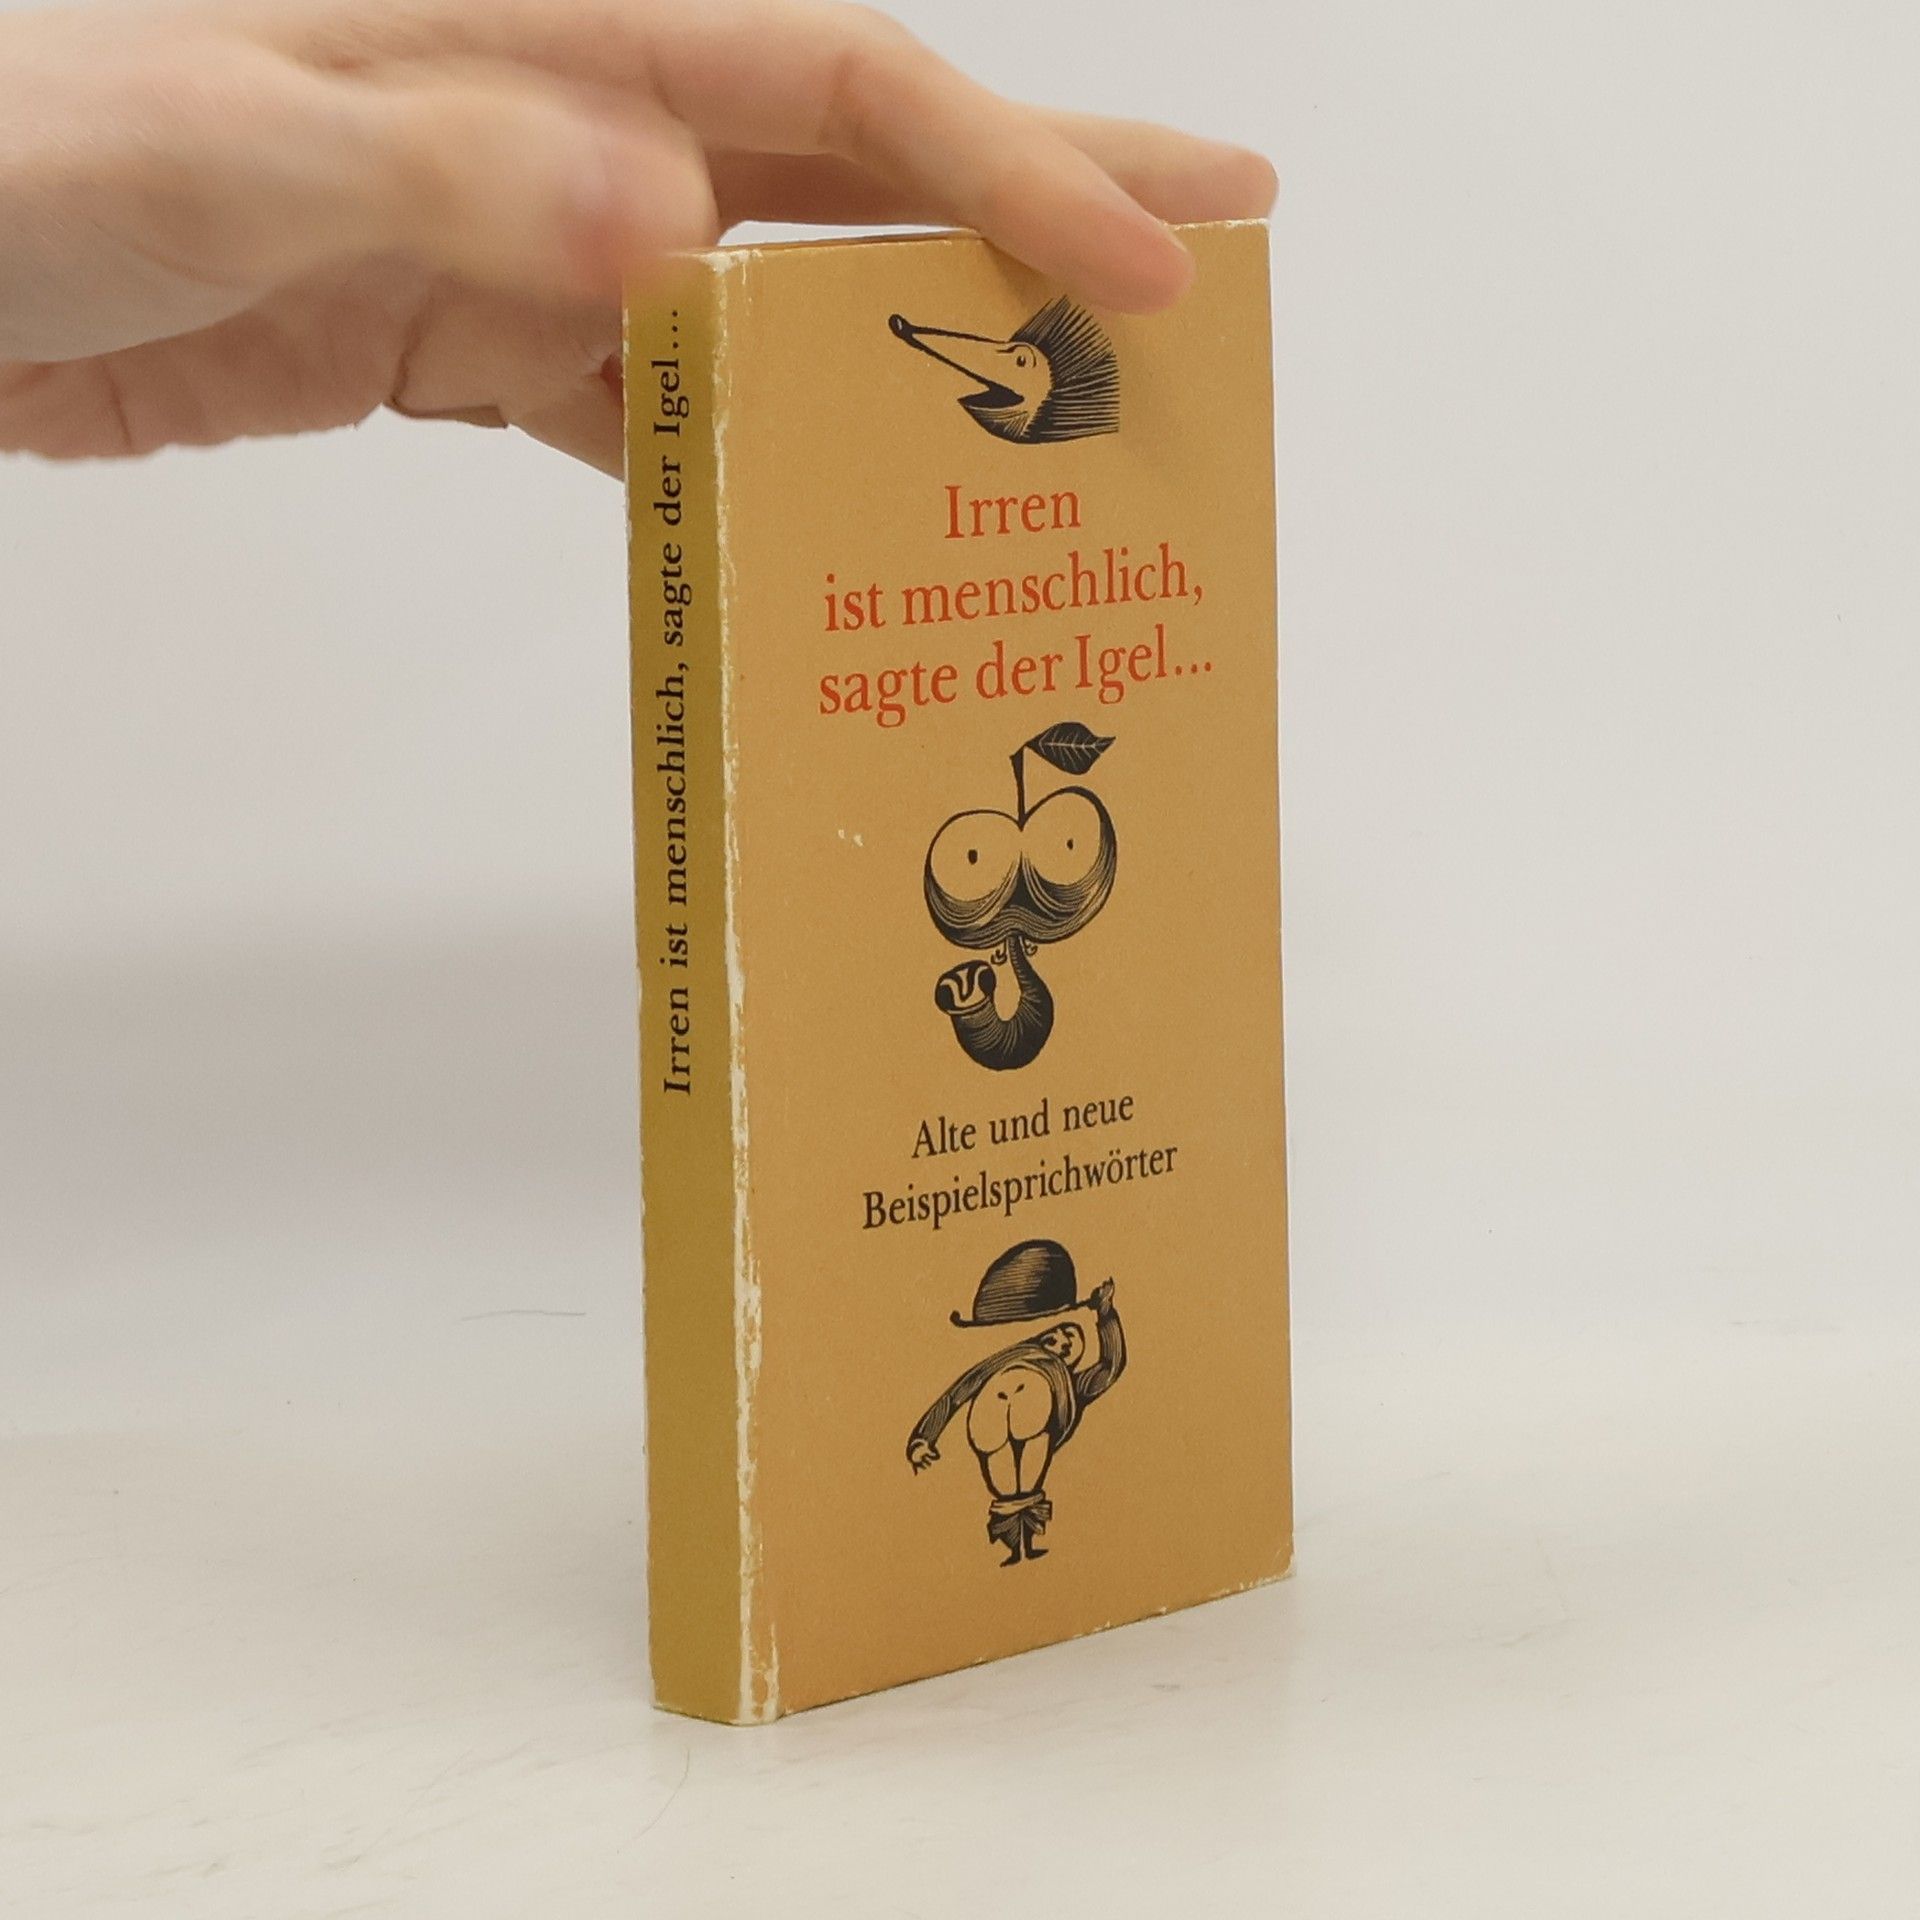 Irren ist menschlich, sagte der Igel...
Irren
ist menschlich,
sagte der Igel...
Alte und neue
Beispielsprichwörter